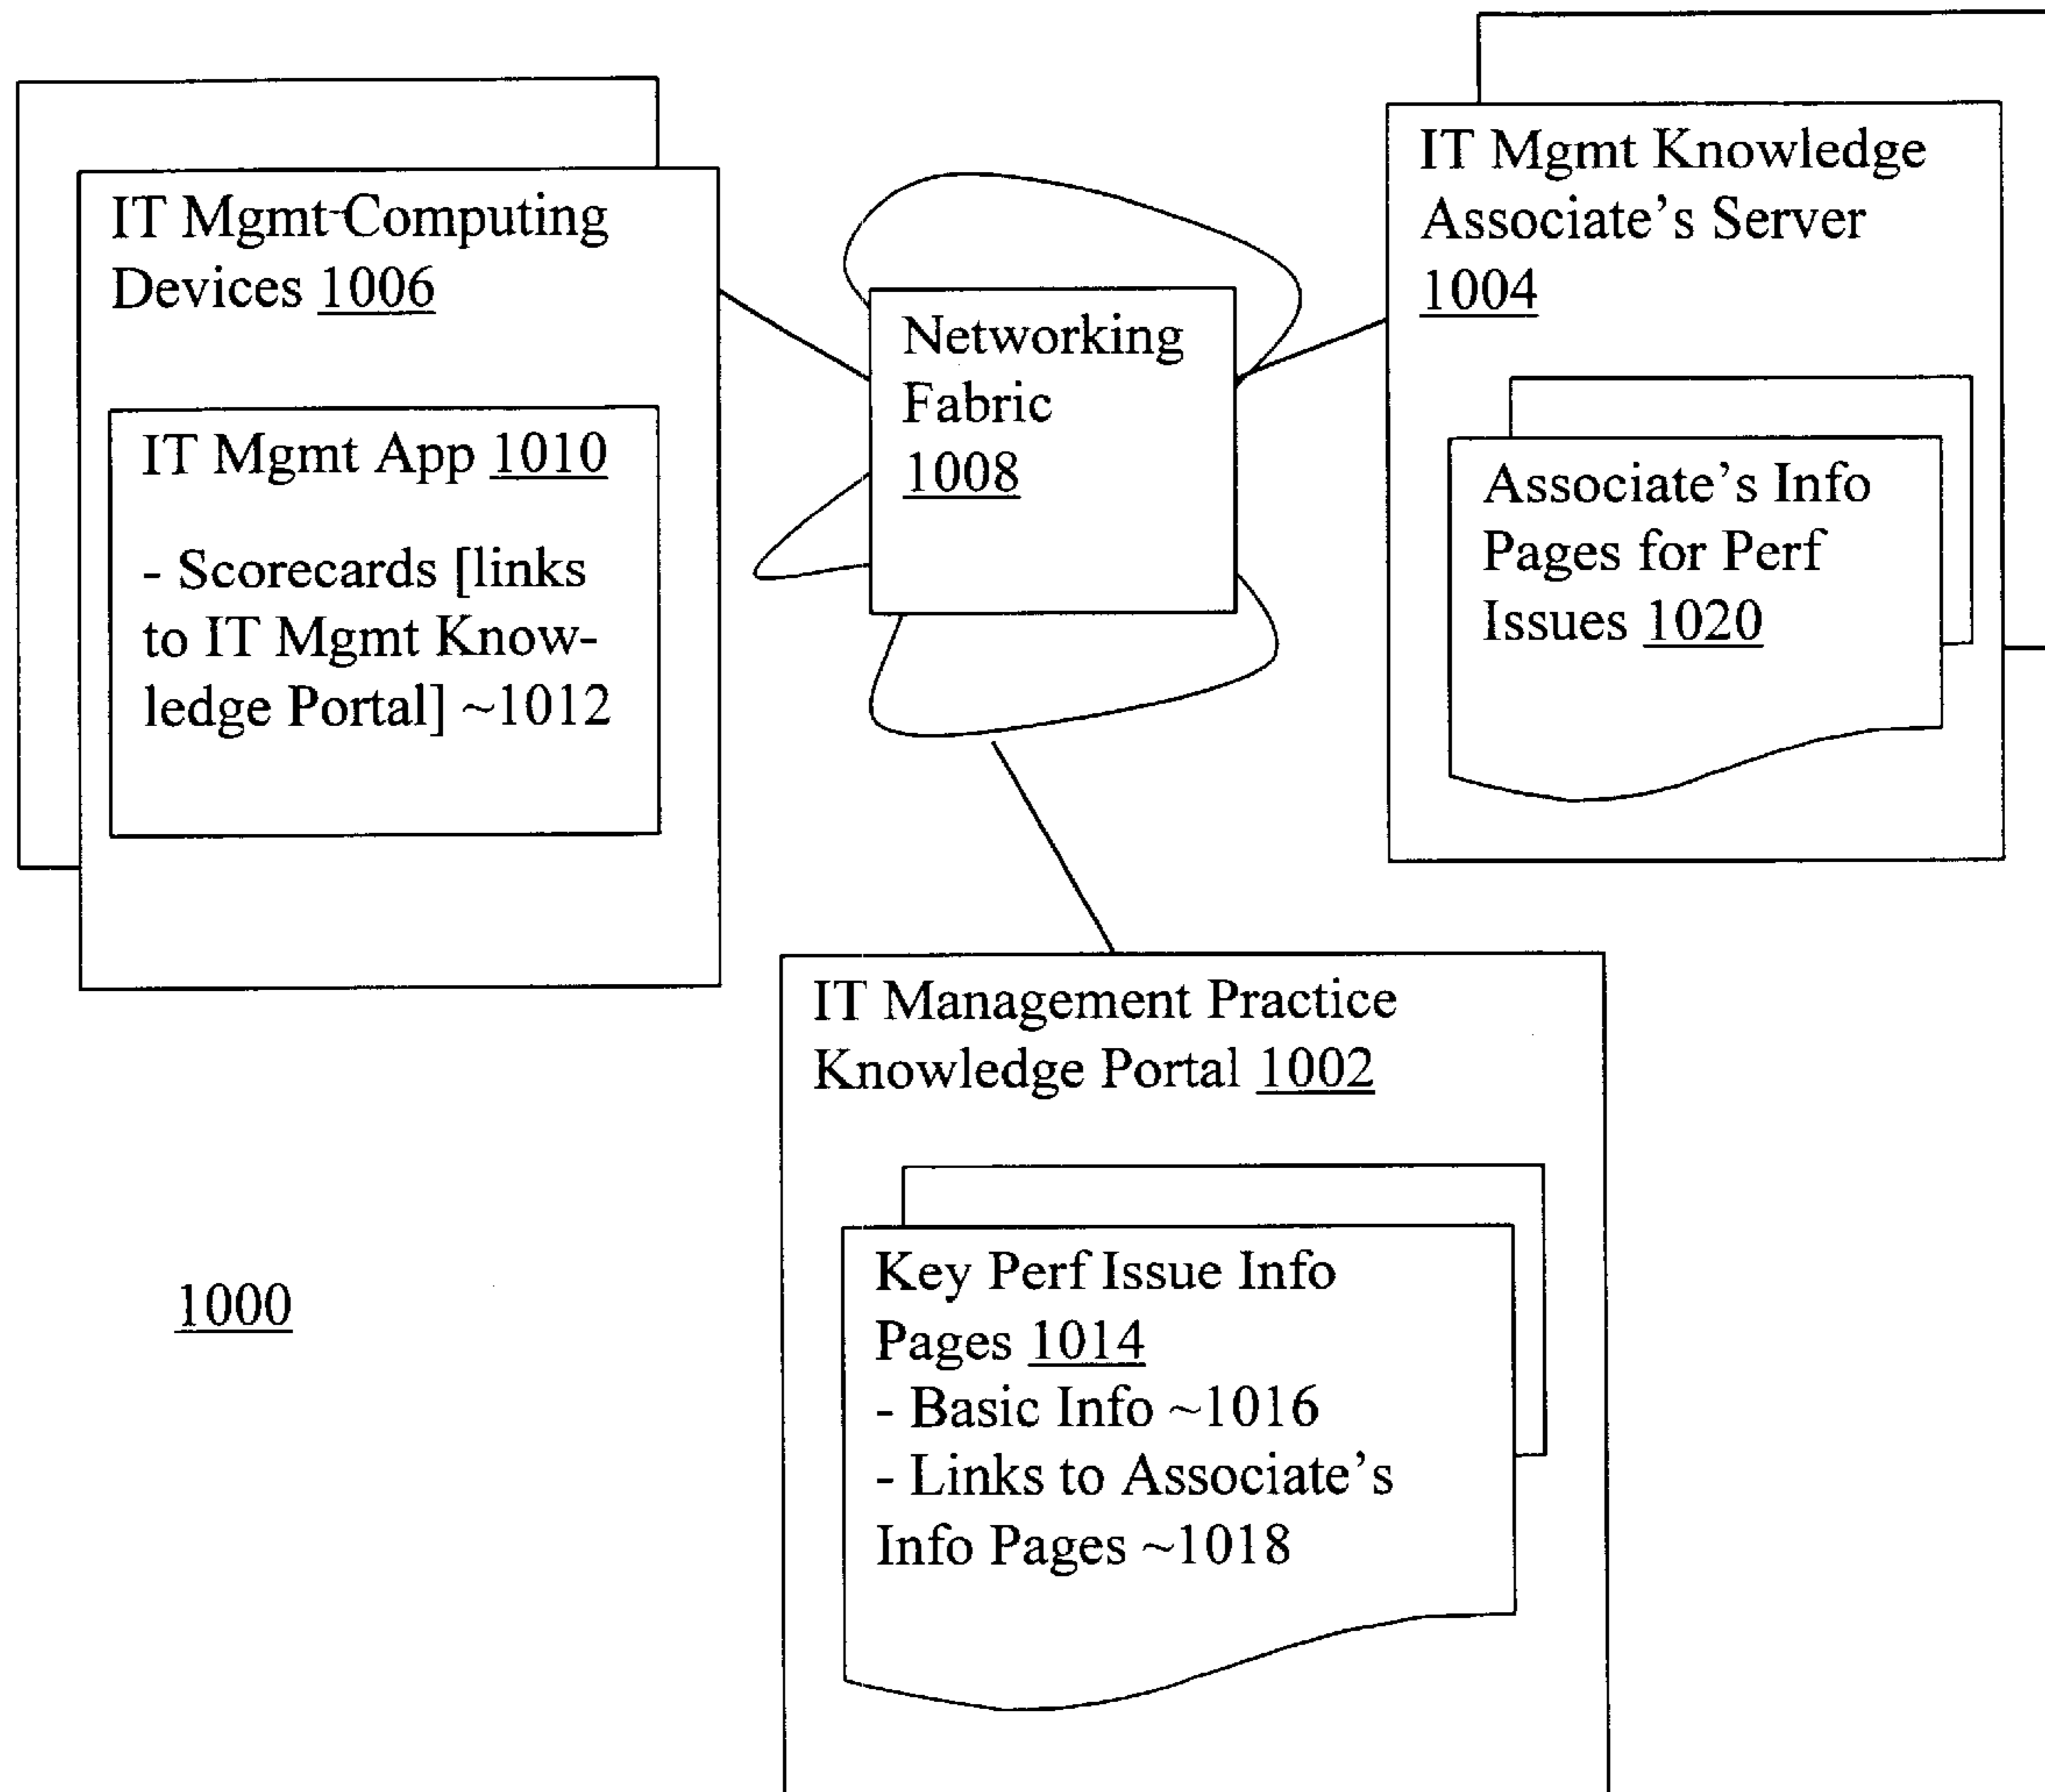 IT Mgmt Computing
Devices 1006
IT Mgmt App 1010
- Scorecards [links
to IT Mgmt Know-
ledge Portal] ~1012
Networking
Fabric
1008
IT Mgmt Knowledge
Associate's Server
1004
Associate's Info
Pages for Perf
Issues 1020
IT Management Practice
Knowledge Portal 1002
Key Perf Issue Info
Pages 1014
- Basic Info ~1016
- Links to Associate's
Info Pages ~1018
1000